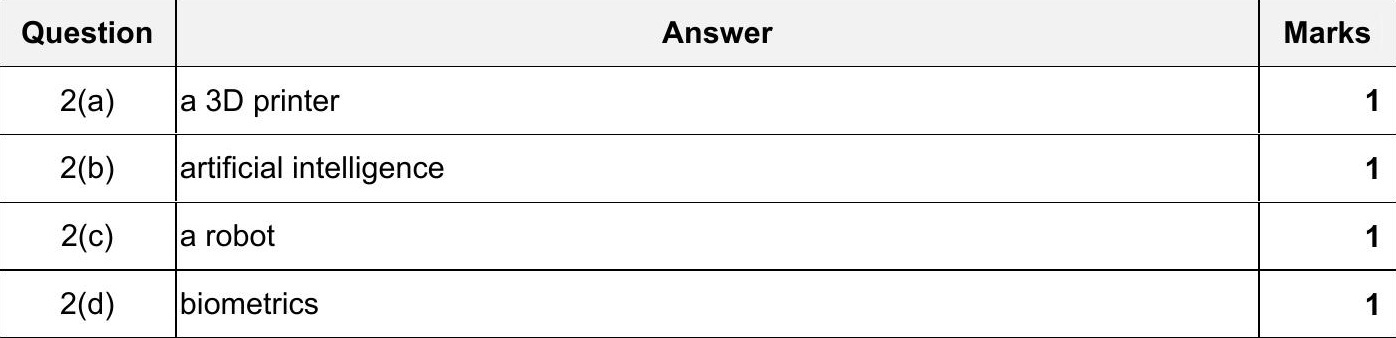 Question Answer Marks
2(a) a 3D printer 1
2(b) artificial intelligence 1
2(c) a robot 1
2(d) biometrics 1